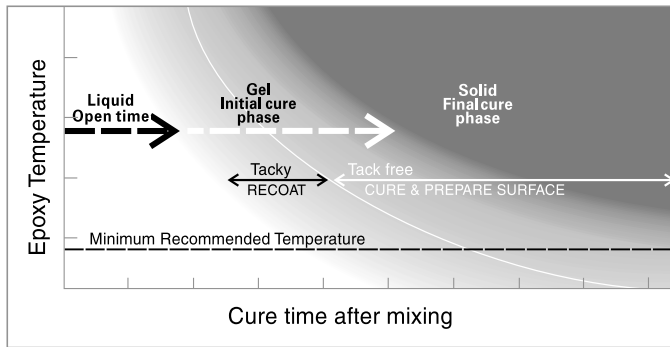 Liquid
Open time
Gel
Initial cure
phase
Solid
Final cure
phase
Tacky
RECOAT
Tack free
CURE & PREPARE SURFACE
Minimum Recommended Temperature
Epoxy Temperature
Cure time after mixing